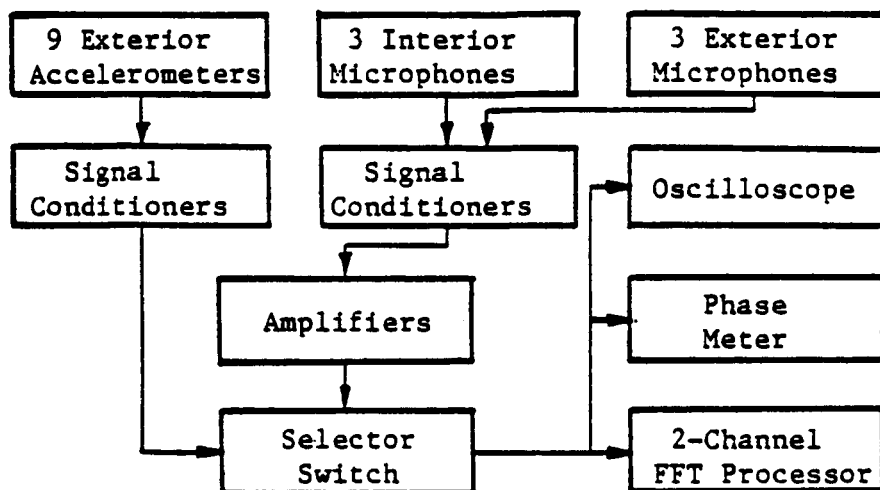 9 Exterior
Accelerometers
3 Interior
Microphones
3 Exterior
Microphones
Signal
Conditioners
Signal
Conditioners
Oscilloscope
Amplifiers
Phase
Meter
Selector
Switch
2-Channel
FFT Processor